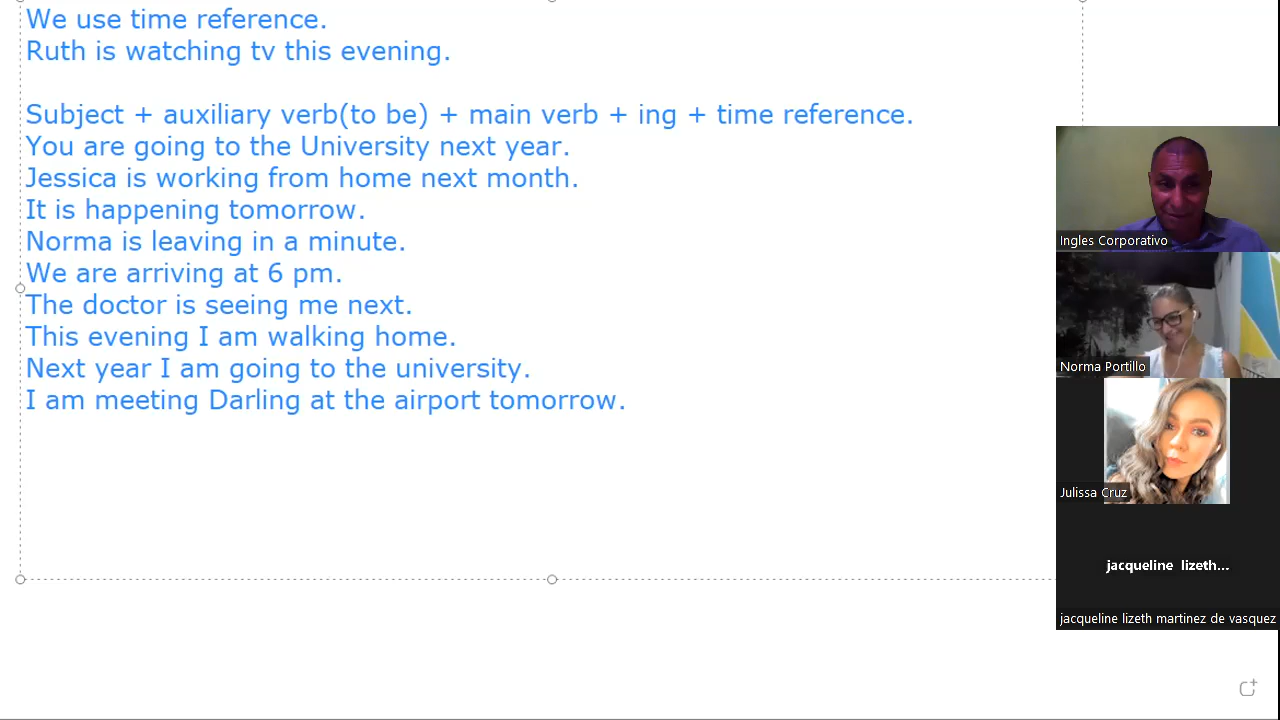 We use time reference.
Ruth is watching tv this evening.
Subject + auxiliary verb(to be) + main verb + ing + time reference.
You are going to the University next year.
Jessica is working from home next month.
It is happening tomorrow.
Norma is leaving in a minute.
We are arriving at 6 pm.
The doctor is seeing me next.
This evening I am walking home.
Next year I am going to the university.
I am meeting Darling at the airport tomorrow.
Ingles Corporativo
Norma Portillo
Julissa Cruz
jacqueline lizeth...
jacqueline lizeth martinez de vasquez